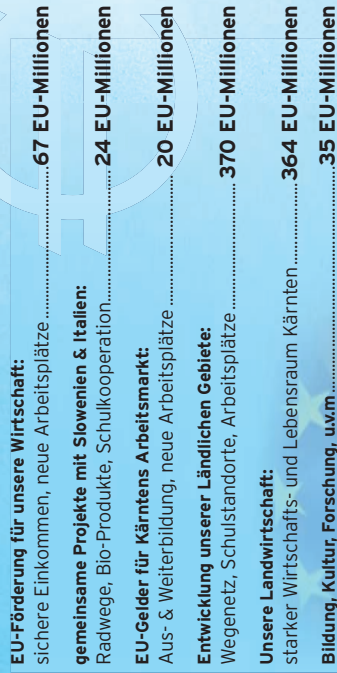 EU-Förderung für unsere Wirtschaft:
sichere Einkommen, neue Arbeitsplätze ........ 67 EU-Millionen
gemeinsame Projekte mit Slowenien & Italien:
Radwege, Bio-Produkte, Schulkooperation ........ 24 EU-Millionen
EU-Gelder für Kärntens Arbeitsmarkt:
Aus- & Weiterbildung, neue Arbeitsplätze ........ 20 EU-Millionen
Entwicklung unserer Ländlichen Gebiete:
Wegenetz, Schulstandorte, Arbeitsplätze ........ 370 EU-Millionen
Unsere Landwirtschaft:
starker Wirtschafts- und Lebensraum Kärnten ........ 364 EU-Millionen
Bildung, Kultur, Forschung, u.v.m. ........ 35 EU-Millionen